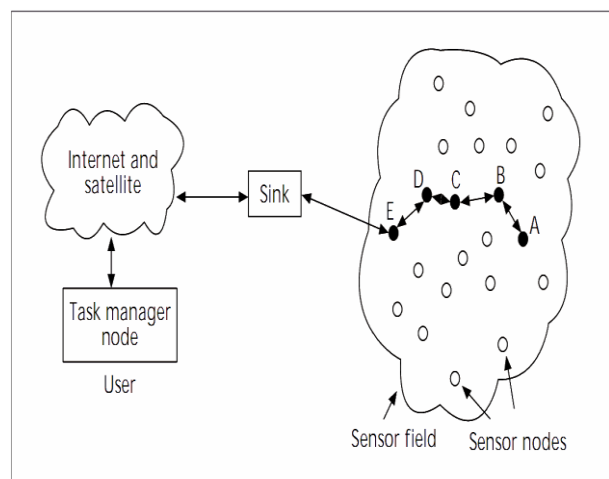 Internet and
satellite
Sink
Task manager
node
User
D
C
B
E
A
Sensor field
Sensor nodes